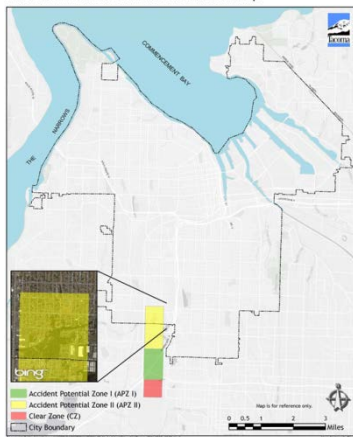 Tacoma
COMMENCEMENT BAY
THE NARROWS
bing
Accident Potential Zone I (APZ I)
Accident Potential Zone II (APZ II)
Clear Zone (CZ)
City Boundary
Map is for reference only.
0 0.5 1 2 3
Miles